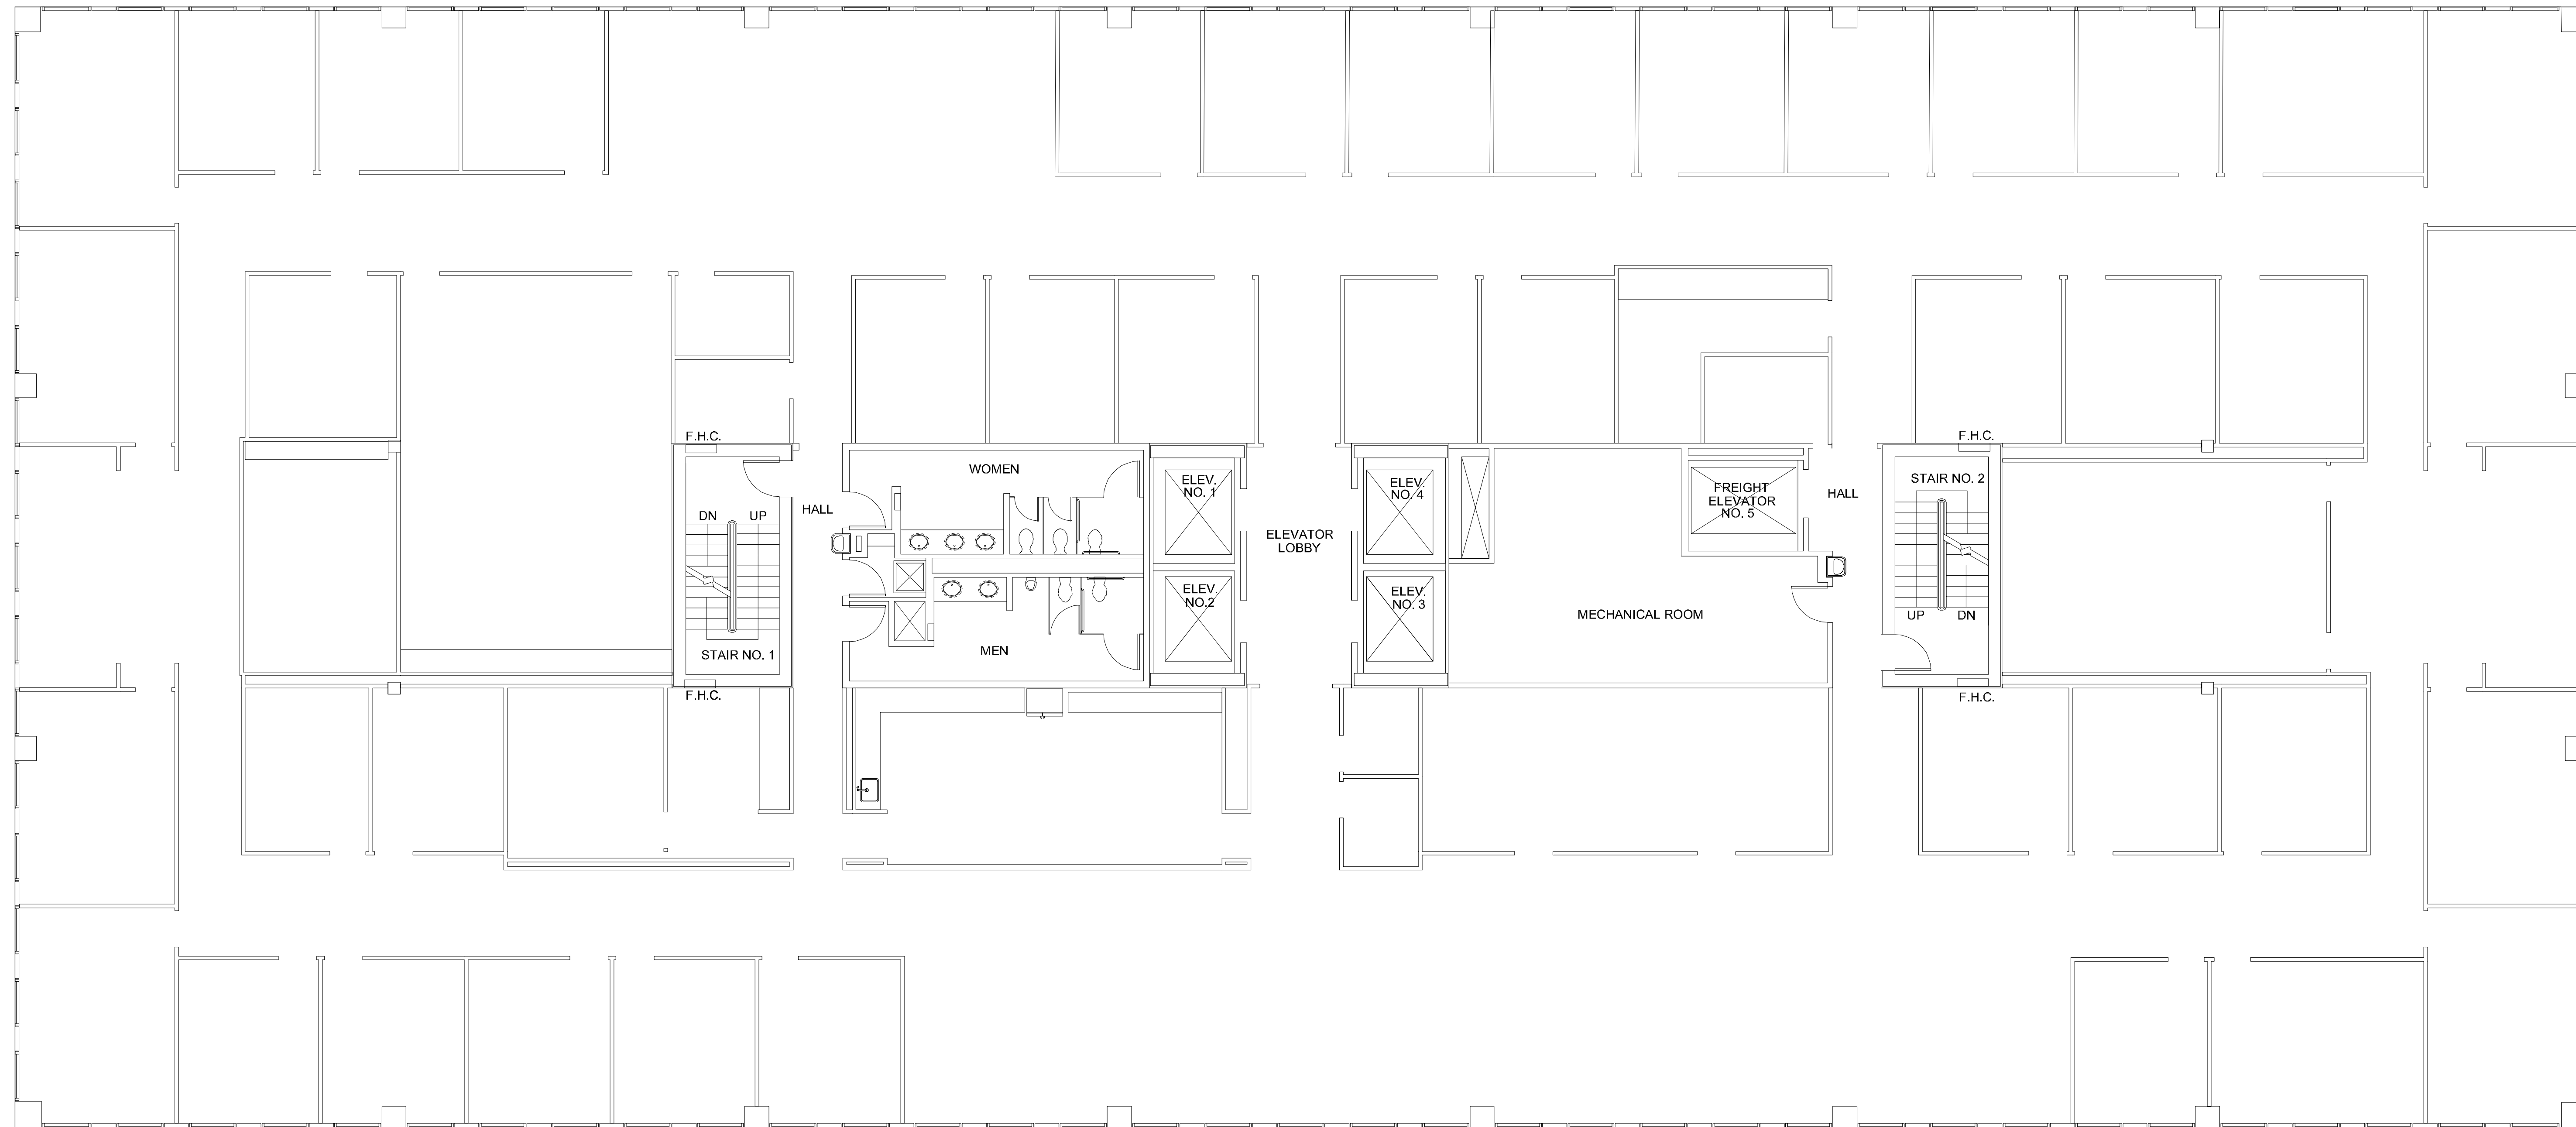 F.H.C.
F.H.C.
WOMEN
ELEV.
NO. 1
ELEV.
NO. 4
FREIGHT
ELEVATOR
NO. 5
HALL
STAIR NO. 2
DN
UP
HALL
ELEVATOR
LOBBY
ELEV.
NO.2
ELEV.
NO. 3
MECHANICAL ROOM
UP
DN
STAIR NO. 1
MEN
F.H.C.
F.H.C.